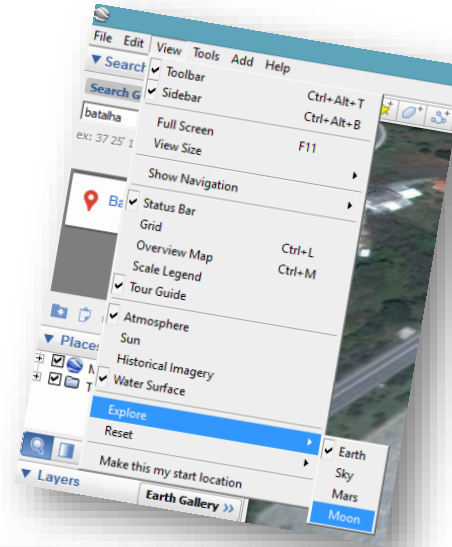 File Edit View Tools Add Help
Search
Toolbar Ctrl+Alt+T
Search G
Sidebar Ctrl+Alt+B
batalha
ex: 37 25' 1
Full Screen F11
View Size
Show Navigation
Ba
Status Bar
Grid Ctrl+L
Overview Map Ctrl+M
Scale Legend
Tour Guide
Atmosphere
Places
Sun
M
Historical Imagery
T
Water Surface
Explore
Earth
Reset
Sky
Make this my start location
Mars
Layers
Earth Gallery >>
Moon